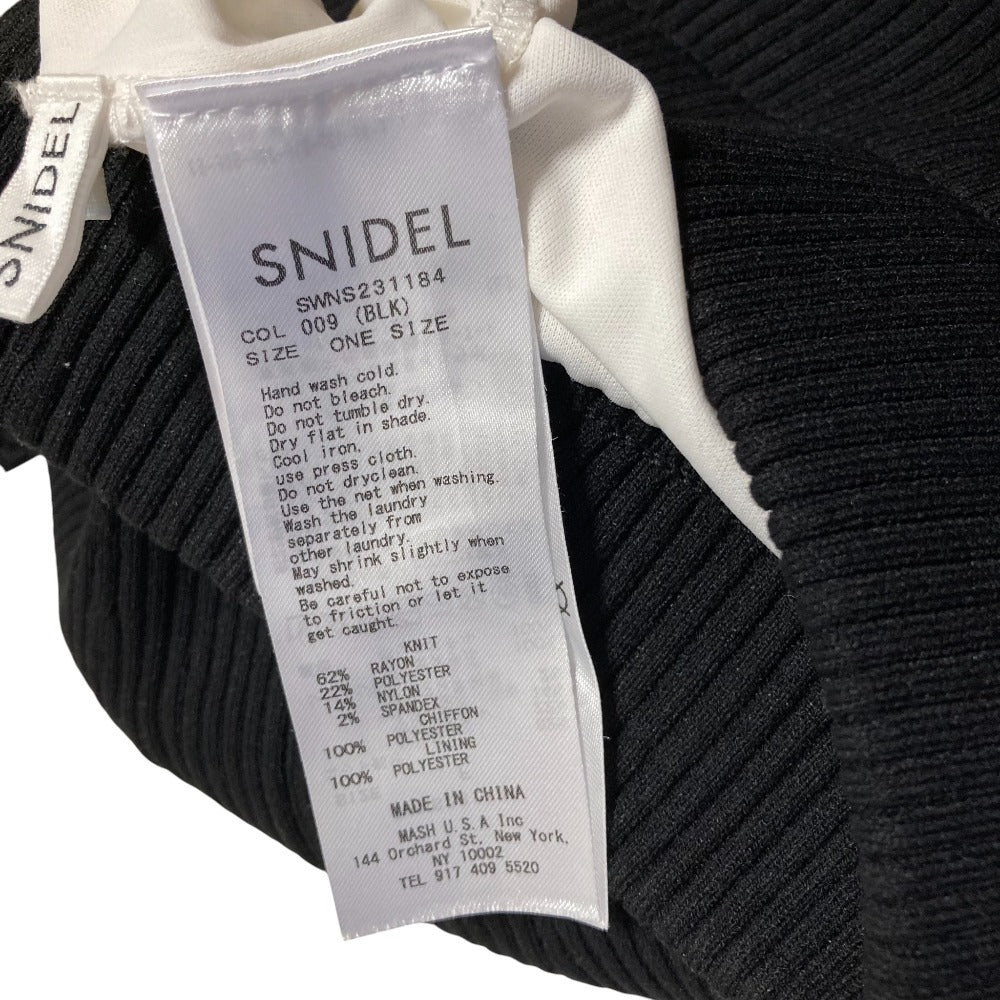 SNIDEL
SNIDEL
SWNS231184
COL 009 (BLK)
SIZE ONE SIZE
Hand wash cold.
Do not bleach.
Do not tumble dry.
Dry flat in shade.
Cool iron.
use press cloth.
Do not dryclean.
Use the net when washing.
Wash the laundry
separately from
other laundry.
May shrink slightly when
washed.
Be careful not to expose
to friction or let it
get caught.
KNIT
62% RAYON
22% POLYESTER
14% NYLON
2% SPANDEX
CHIFFON
100% POLYESTER
LINING
100% POLYESTER
MADE IN CHINA
MASH U.S.A Inc
144 Orchard St, New York,
NY 10002
TEL 917 409 5520